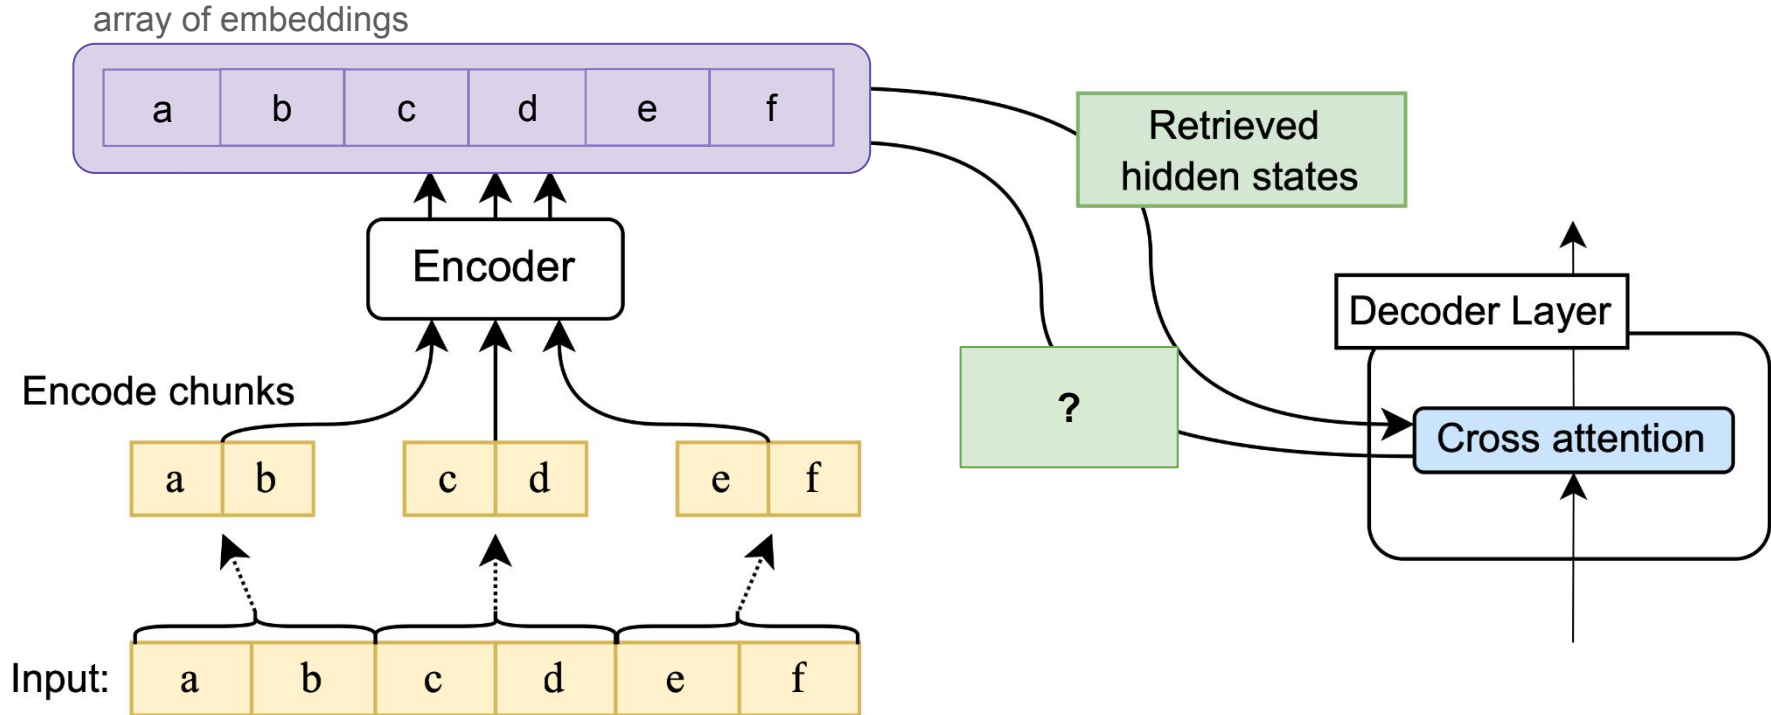 array of embeddings
a b c d e f
Retrieved
hidden states
Encoder
Decoder Layer
?
Cross attention
Encode chunks
a b c d e f
Input: a b c d e f